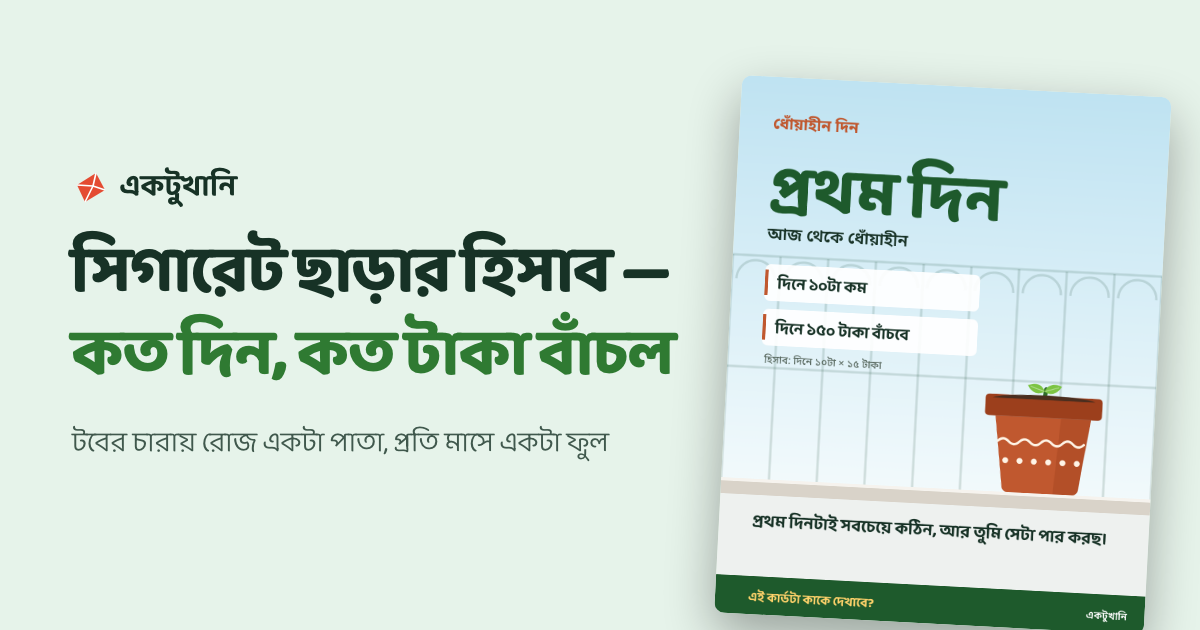 একটুখানি
সিগারেট ছাড়ার হিসাব –
কত দিন, কত টাকা বাঁচল
টবের চারায় রোজ একটা পাতা, প্রতি মাসে একটা ফুল
ধোঁয়াহীন দিন
প্রথম দিন
আজ থেকে ধোঁয়াহীন
দিনে ১০টা কম
দিনে ১৫০ টাকা বাঁচবে
হিসাব: দিনে ১০টা × ১৫ টাকা
প্রথম দিনটাই সবচেয়ে কঠিন, আর তুমি সেটা পার করছ।
এই কার্ডটা কাকে দেখাবে?
একটুখানি